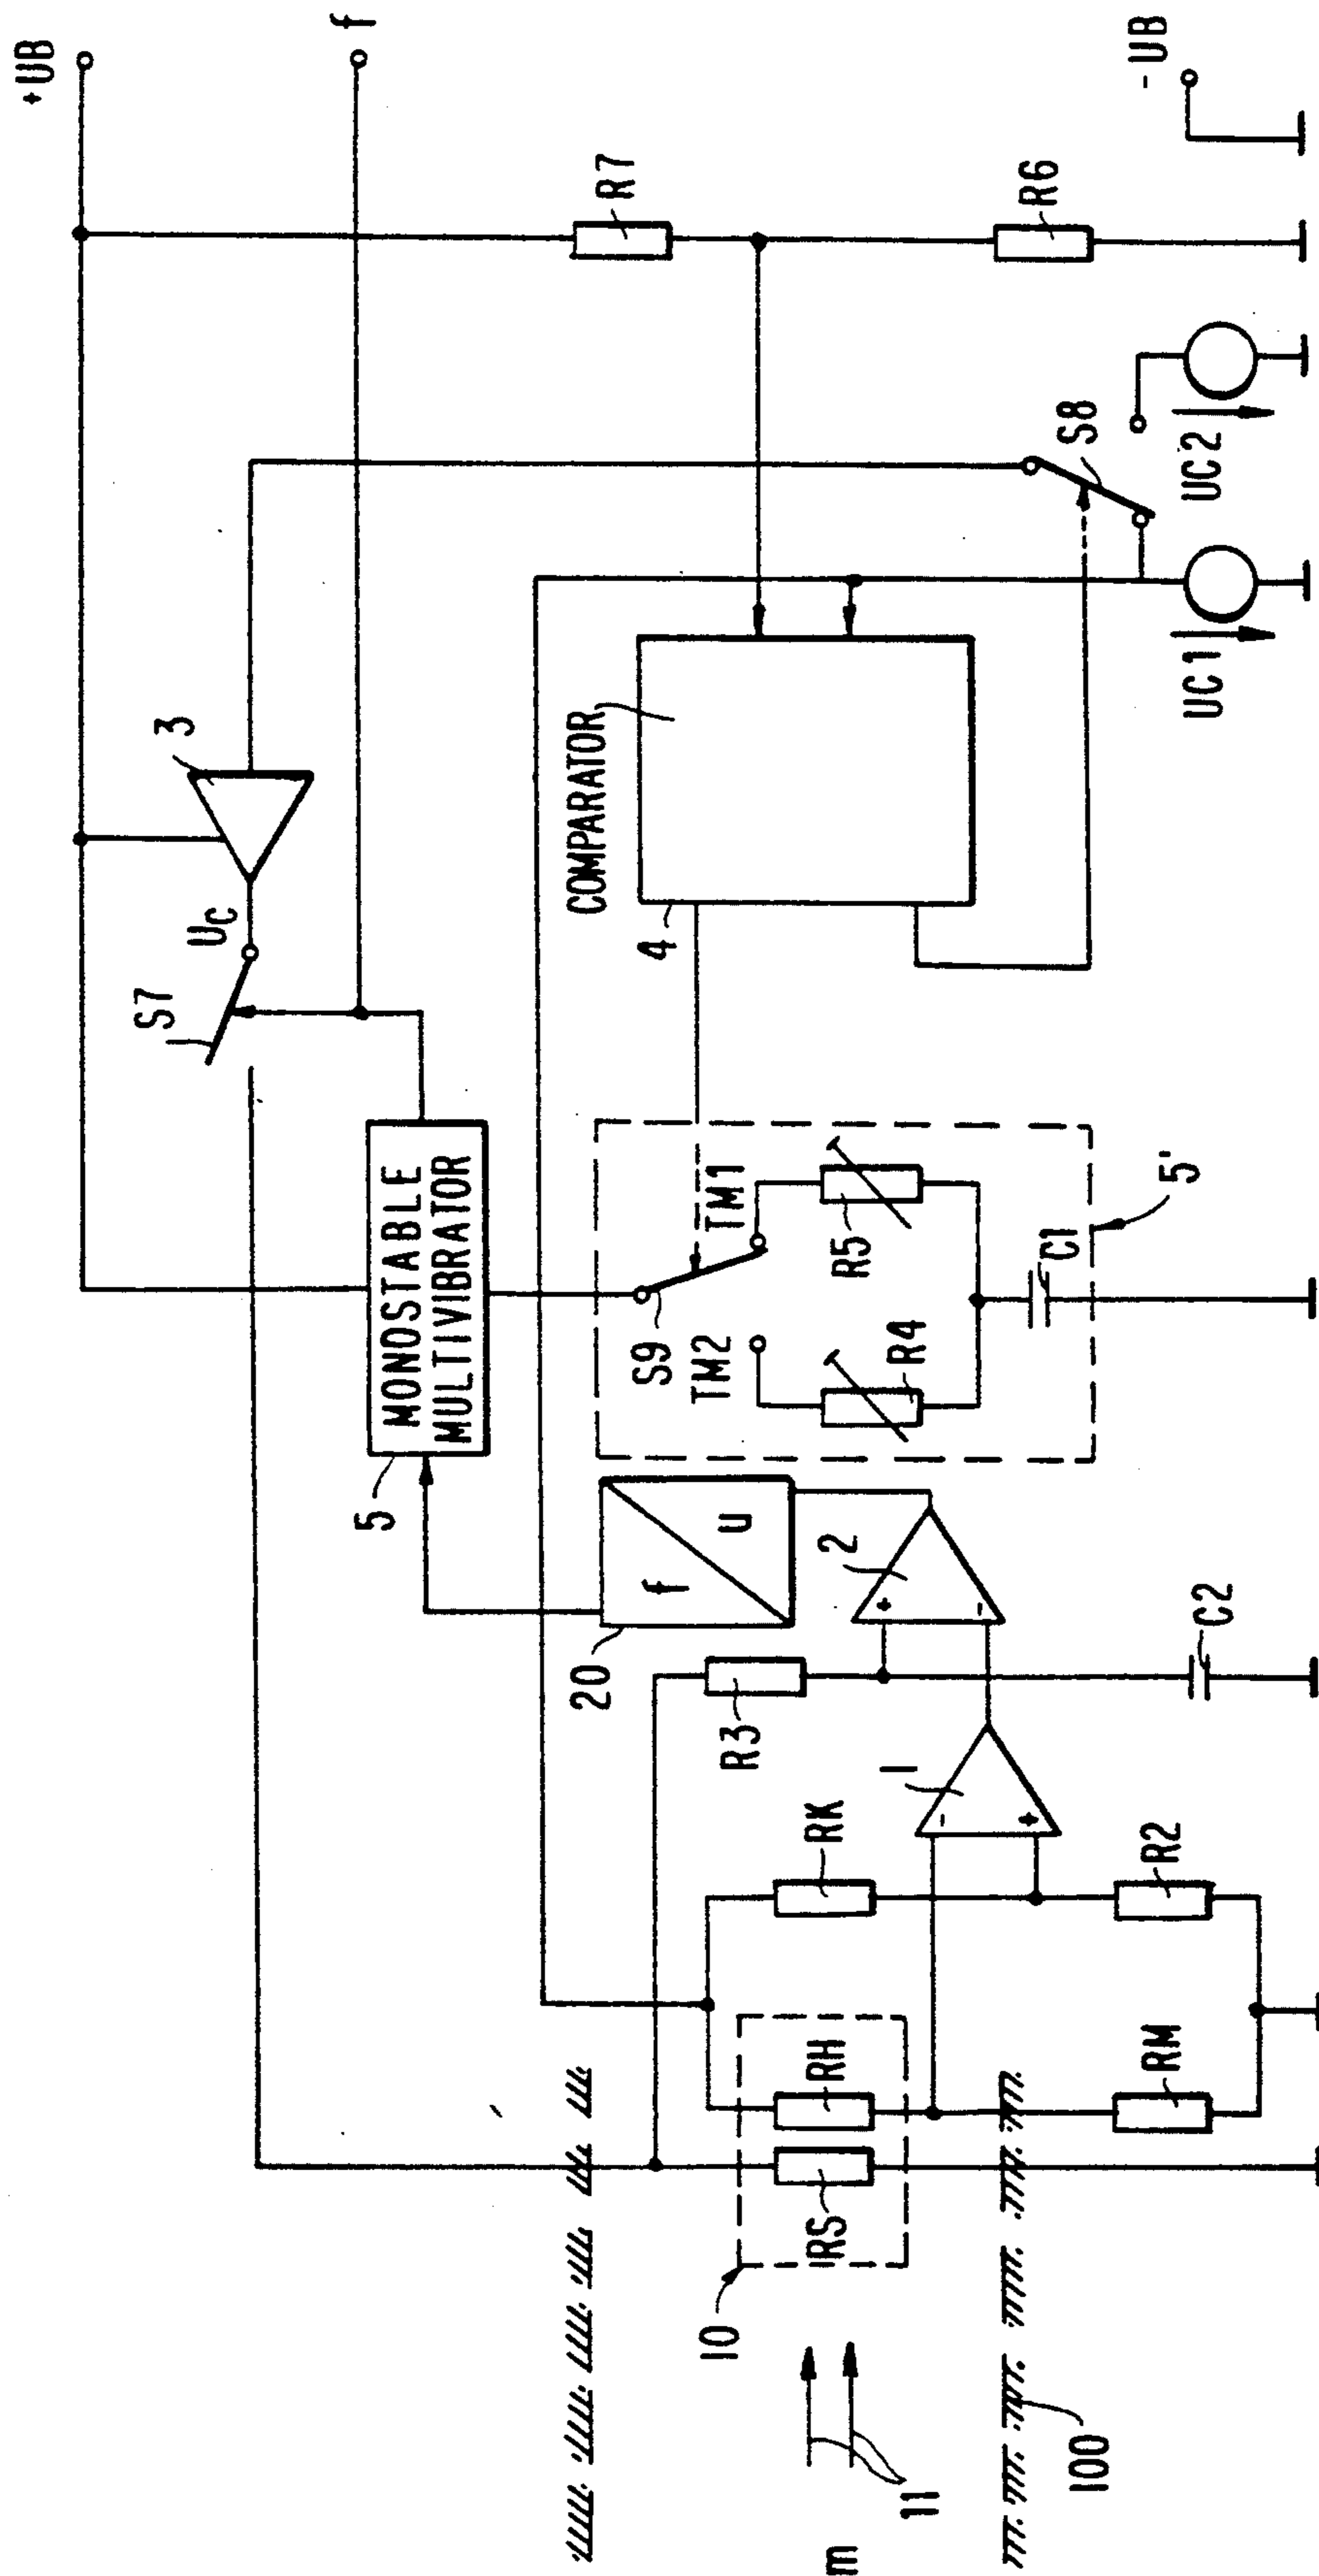 +UB
f
-UB
R7
R6
UC2
S8
UC1
3
UC
S7
COMPARATOR
4
MONOSTABLE
MULTIVIBRATOR
5
S9
TM1
TM2
R5
R4
C1
5'
f
u
20
2
+
-
R3
C2
1
-
+
RK
R2
RH
RM
RS
10
11
100
m